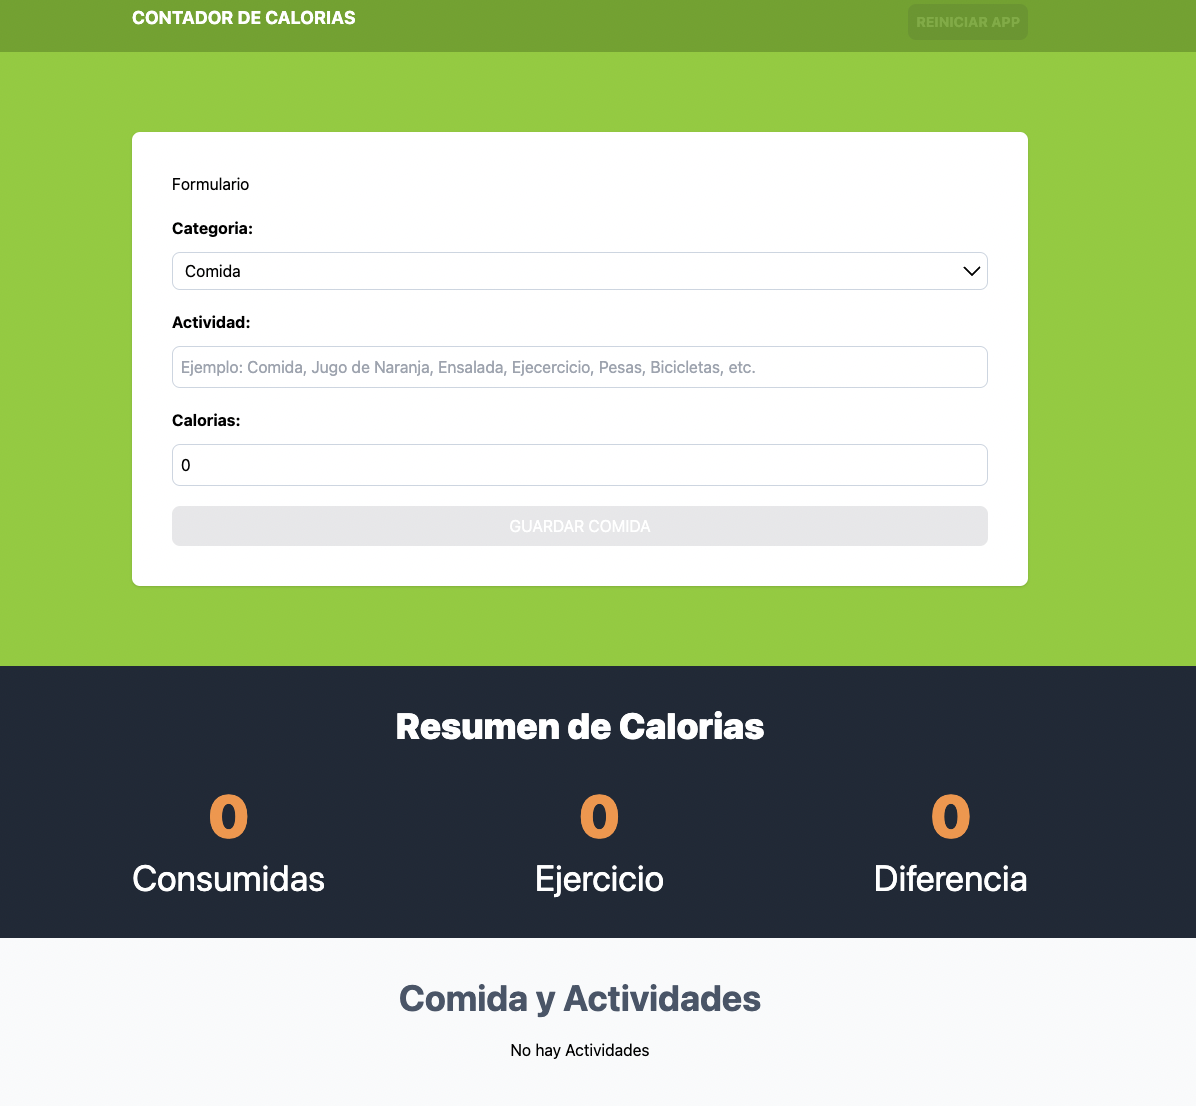 CONTADOR DE CALORIAS
REINICIAR APP
Formulario
Categoria:
Comida
Actividad:
Ejemplo: Comida, Jugo de Naranja, Ensalada, Ejecercicio, Pesas, Bicicletas, etc.
Calorias:
0
GUARDAR COMIDA
Resumen de Calorias
0 0 0
Consumidas Ejercicio Diferencia
Comida y Actividades
No hay Actividades